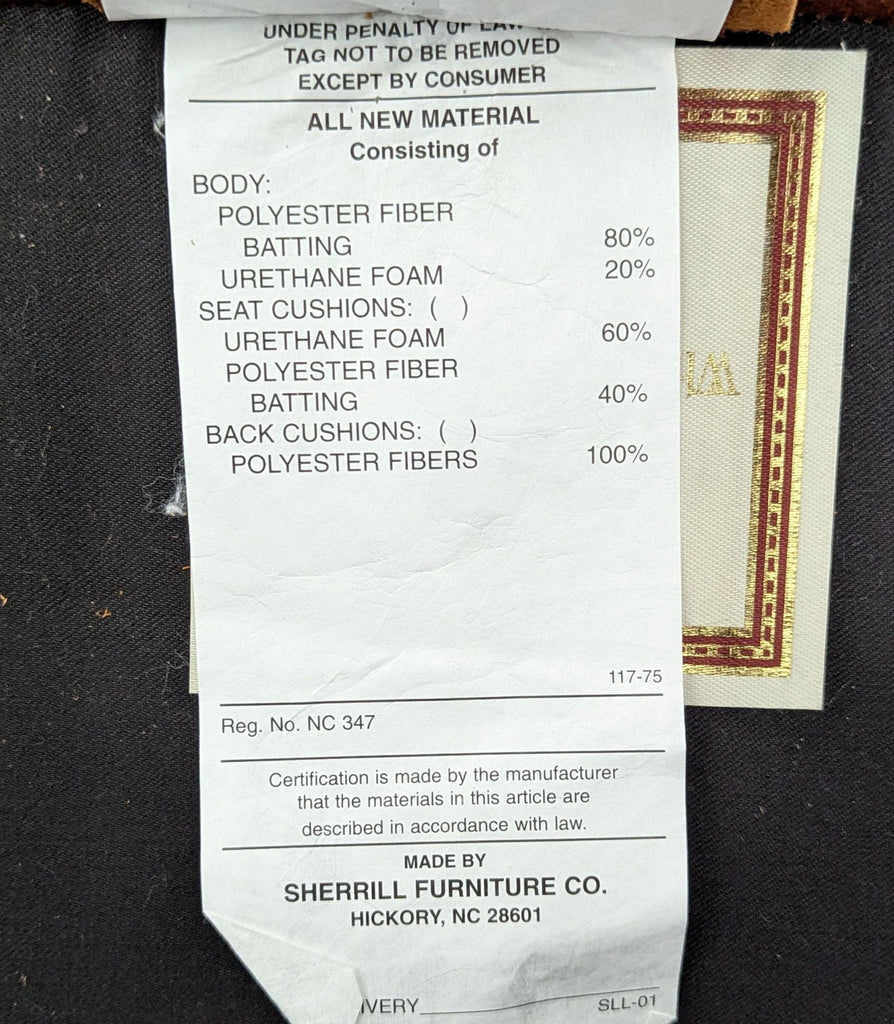 UNDER PENALTY OF LAW
TAG NOT TO BE REMOVED
EXCEPT BY CONSUMER
ALL NEW MATERIAL
Consisting of
BODY:
POLYESTER FIBER
BATTING 80%
URETHANE FOAM 20%
SEAT CUSHIONS: ( )
URETHANE FOAM 60%
POLYESTER FIBER
BATTING 40%
BACK CUSHIONS: ( )
POLYESTER FIBERS 100%
117-75
Reg. No. NC 347
Certification is made by the manufacturer
that the materials in this article are
described in accordance with law.
MADE BY
SHERRILL FURNITURE CO.
HICKORY, NC 28601
IVERY SLL-01